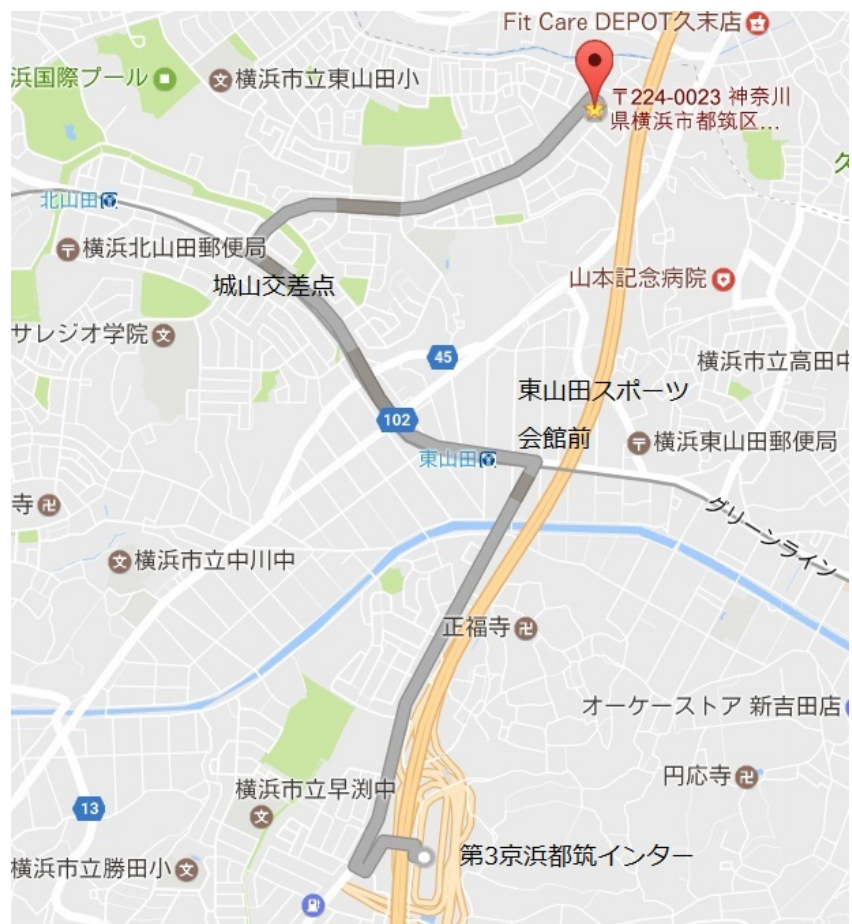 Fit Care DEPOT久末店
浜国際プール
横浜市立東山田小
〒224-0023 神奈川
県横浜市都筑区...
久
北山田
横浜北山田郵便局
城山交差点
山本記念病院
サレジオ学院
45
横浜市立高田中
東山田スポーツ
102
会館前
東山田
横浜東山田郵便局
寺
グリーンライン
横浜市立中川中
正福寺
オーケーストア 新吉田店
円応寺
横浜市立早渕中
13
第3京浜都筑インター
横浜市立勝田小